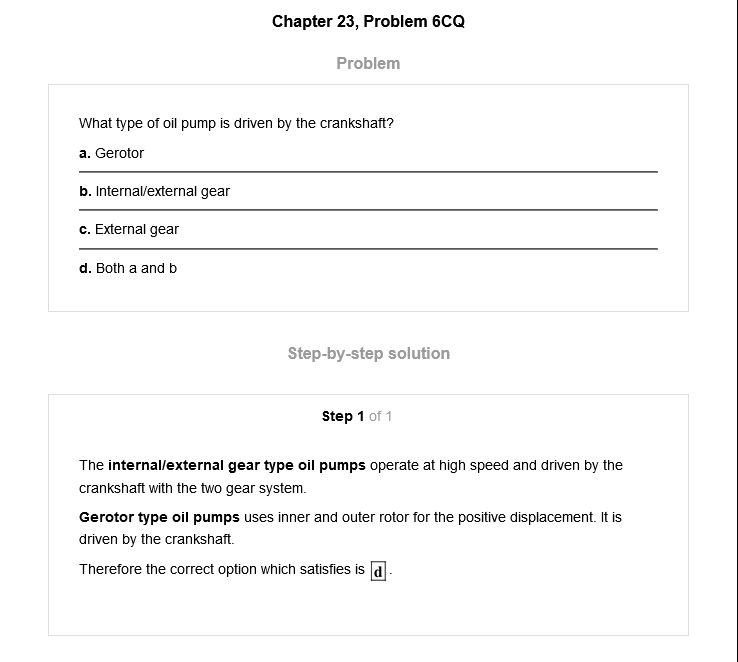 Chapter 23, Problem 6CQ
Problem
What type of oil pump is driven by the crankshaft?
a. Gerotor
b. Internal/external gear
c. External gear
d. Both a and b
Step-by-step solution
Step 1 of 1
The internal/external gear type oil pumps operate at high speed and driven by the
crankshaft with the two gear system.
Gerotor type oil pumps uses inner and outer rotor for the positive displacement. It is
driven by the crankshaft.
Therefore the correct option which satisfies is d.